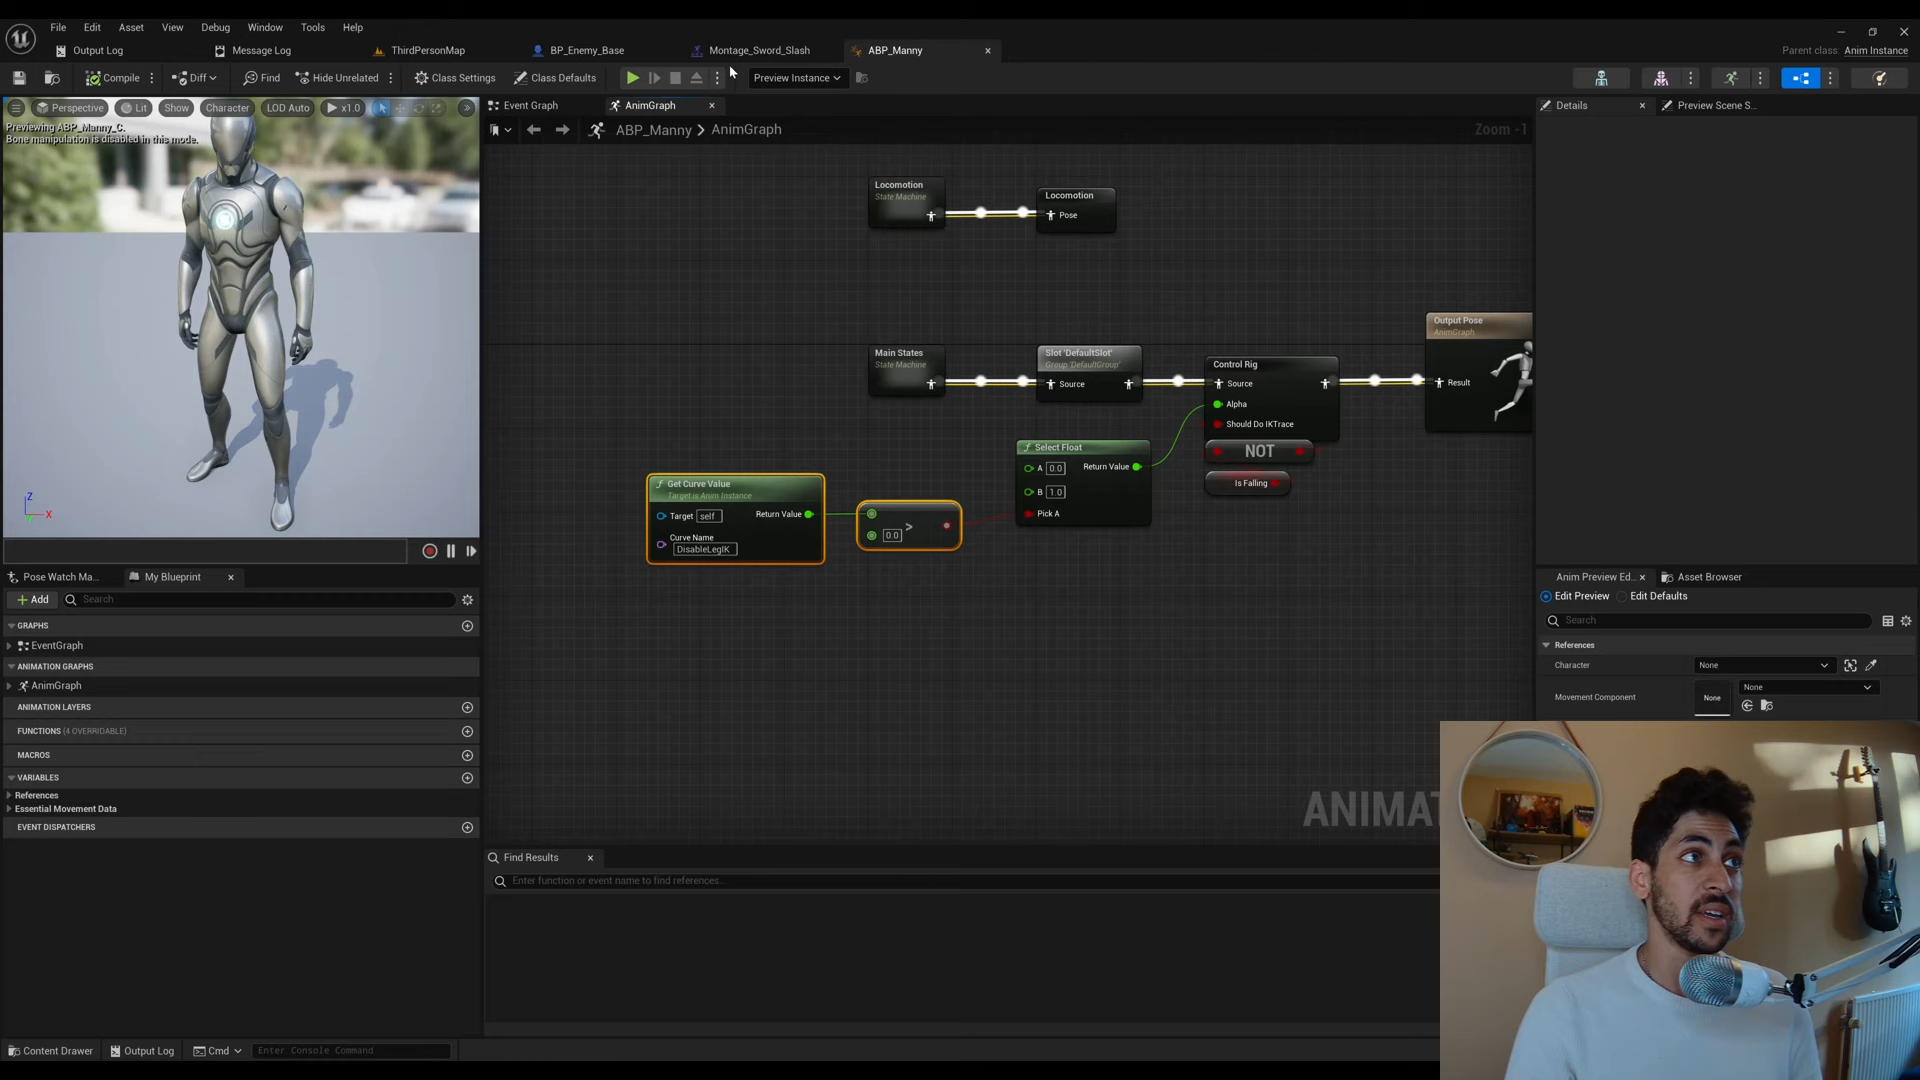 File Edit Asset View Debug Window Tools Help
Output Log Message Log ThirdPersonMap BP_Enemy_Base Montage_Sword_Slash ABP_Manny
Parent class: Anim Instance
Compile Diff Find Hide Unrelated Class Settings Class Defaults Preview Instance
Perspective Lit Show Character LOD Auto x1.0
Previewing ABP_Manny_C.
Bone manipulation is disabled in this mode.
Event Graph AnimGraph
ABP_Manny > AnimGraph
Zoom -1
Details Preview Scene S...
Locomotion
State Machine
Locomotion
Pose
Main States
State Machine
Slot 'DefaultSlot'
Group 'DefaultGroup'
Source
Control Rig
Source
Alpha
Should Do IKTrace
NOT
Is Falling
Output Pose
AnimGraph
Result
Select Float
A 0.0 Return Value
B 1.0
Pick A
Get Curve Value
Target is Anim Instance
Target self Return Value
Curve Name
DisableLegIK
>
0.0
Z
X
Pose Watch Ma... My Blueprint
Add Search
GRAPHS
EventGraph
ANIMATION GRAPHS
AnimGraph
ANIMATION LAYERS
FUNCTIONS (4 OVERRIDABLE)
MACROS
VARIABLES
References
Essential Movement Data
EVENT DISPATCHERS
Anim Preview Ed... Asset Browser
Edit Preview Edit Defaults
Search
References
Character None
Movement Component None None
ANIMAT
Find Results
Enter function or event name to find references...
Content Drawer Output Log Cmd Enter Console Command